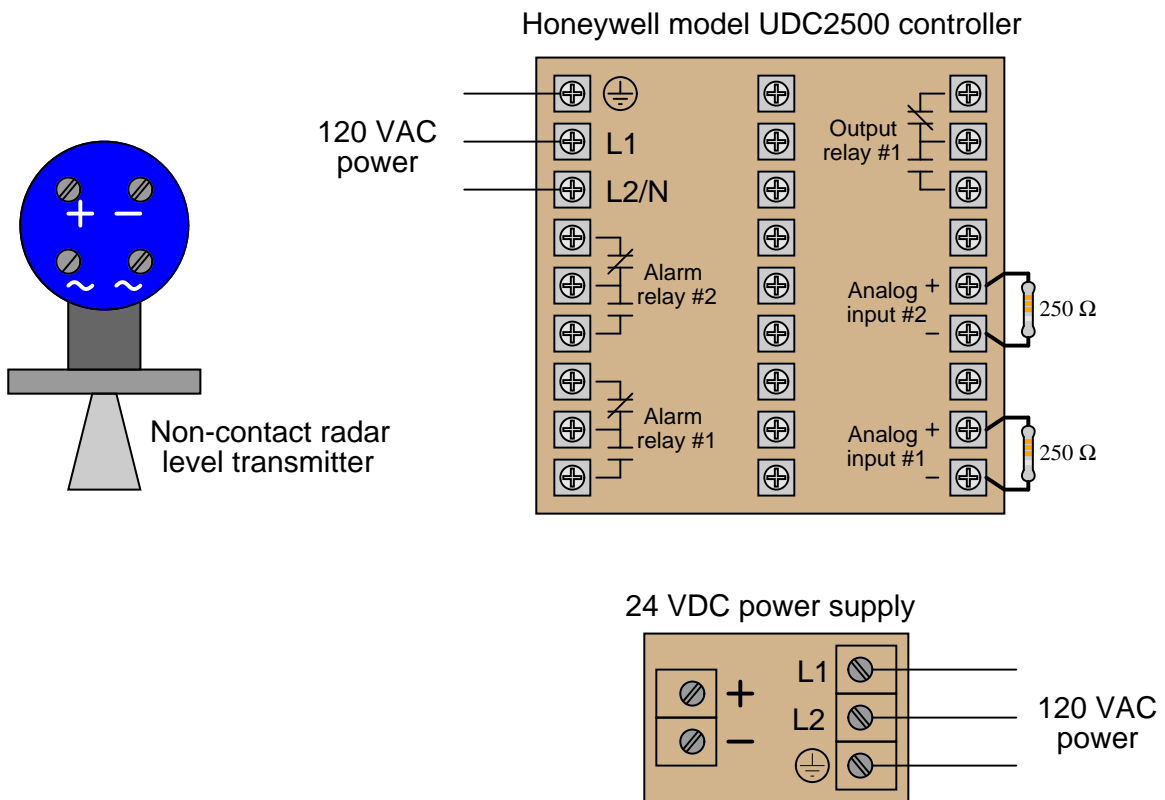 Honeywell model UDC2500 controller
120 VAC
power
L1
L2/N
Output
relay #1
Alarm
relay #2
Analog
input #2
+
−
250 Ω
Alarm
relay #1
Analog
input #1
+
−
250 Ω
+ −
~ ~
Non-contact radar
level transmitter
24 VDC power supply
+
−
L1
L2
120 VAC
power